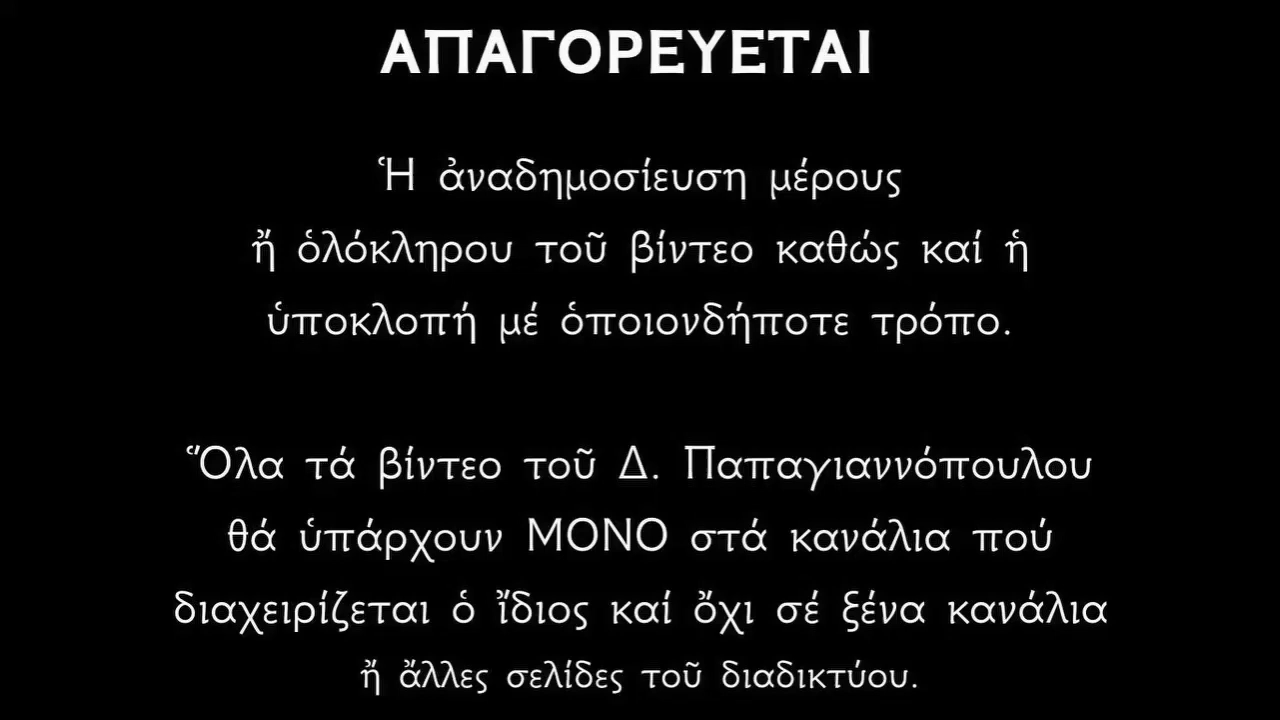 ΑΠΑΓΟΡΕΥΕΤΑΙ
Ἡ ἀναδημοσίευση μέρους
ἤ ὁλόκληρου τοῦ βίντεο καθώς καί ἡ
ὑποκλοπή μέ ὁποιονδήποτε τρόπο.
Ὅλα τά βίντεο τοῦ Δ. Παπαγιαννόπουλου
θά ὑπάρχουν ΜΟΝΟ στά κανάλια πού
διαχειρίζεται ὁ ἴδιος καί ὄχι σέ ξένα κανάλια
ἤ ἄλλες σελίδες τοῦ διαδικτύου.